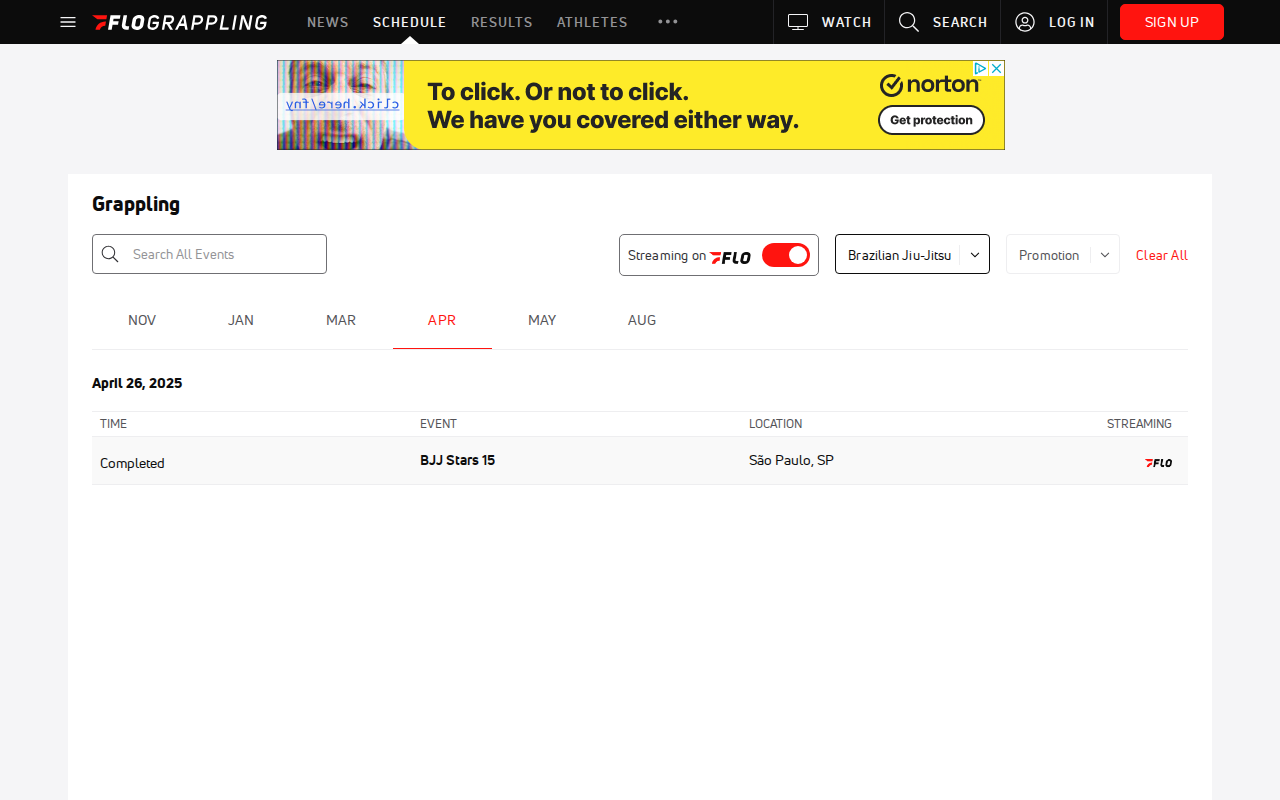 FLOGRAPPLING NEWS SCHEDULE RESULTS ATHLETES WATCH SEARCH LOG IN SIGN UP
click.here/fny
To click. Or not to click.
We have you covered either way.
norton
Get protection
Grappling
Search All Events
Streaming on FLO
Brazilian Jiu-Jitsu
Promotion
Clear All
NOV JAN MAR APR MAY AUG
April 26, 2025
TIME EVENT LOCATION STREAMING
Completed BJJ Stars 15 São Paulo, SP FLO